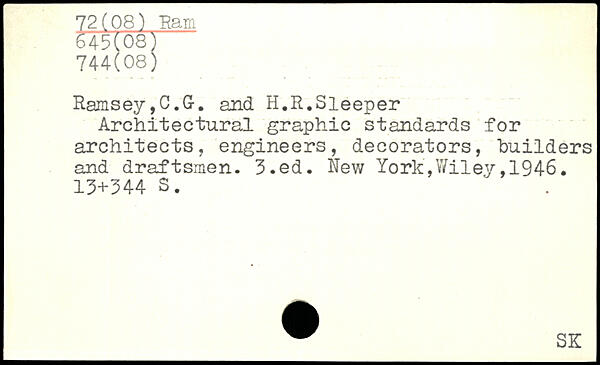 72(08) Ram
645(08)
744(08)
Ramsey,C.G. and H.R.Sleeper
Architectural graphic standards for
architects, engineers, decorators, builders
and draftsmen. 3.ed. New York,Wiley,1946.
13+344 S.
SK